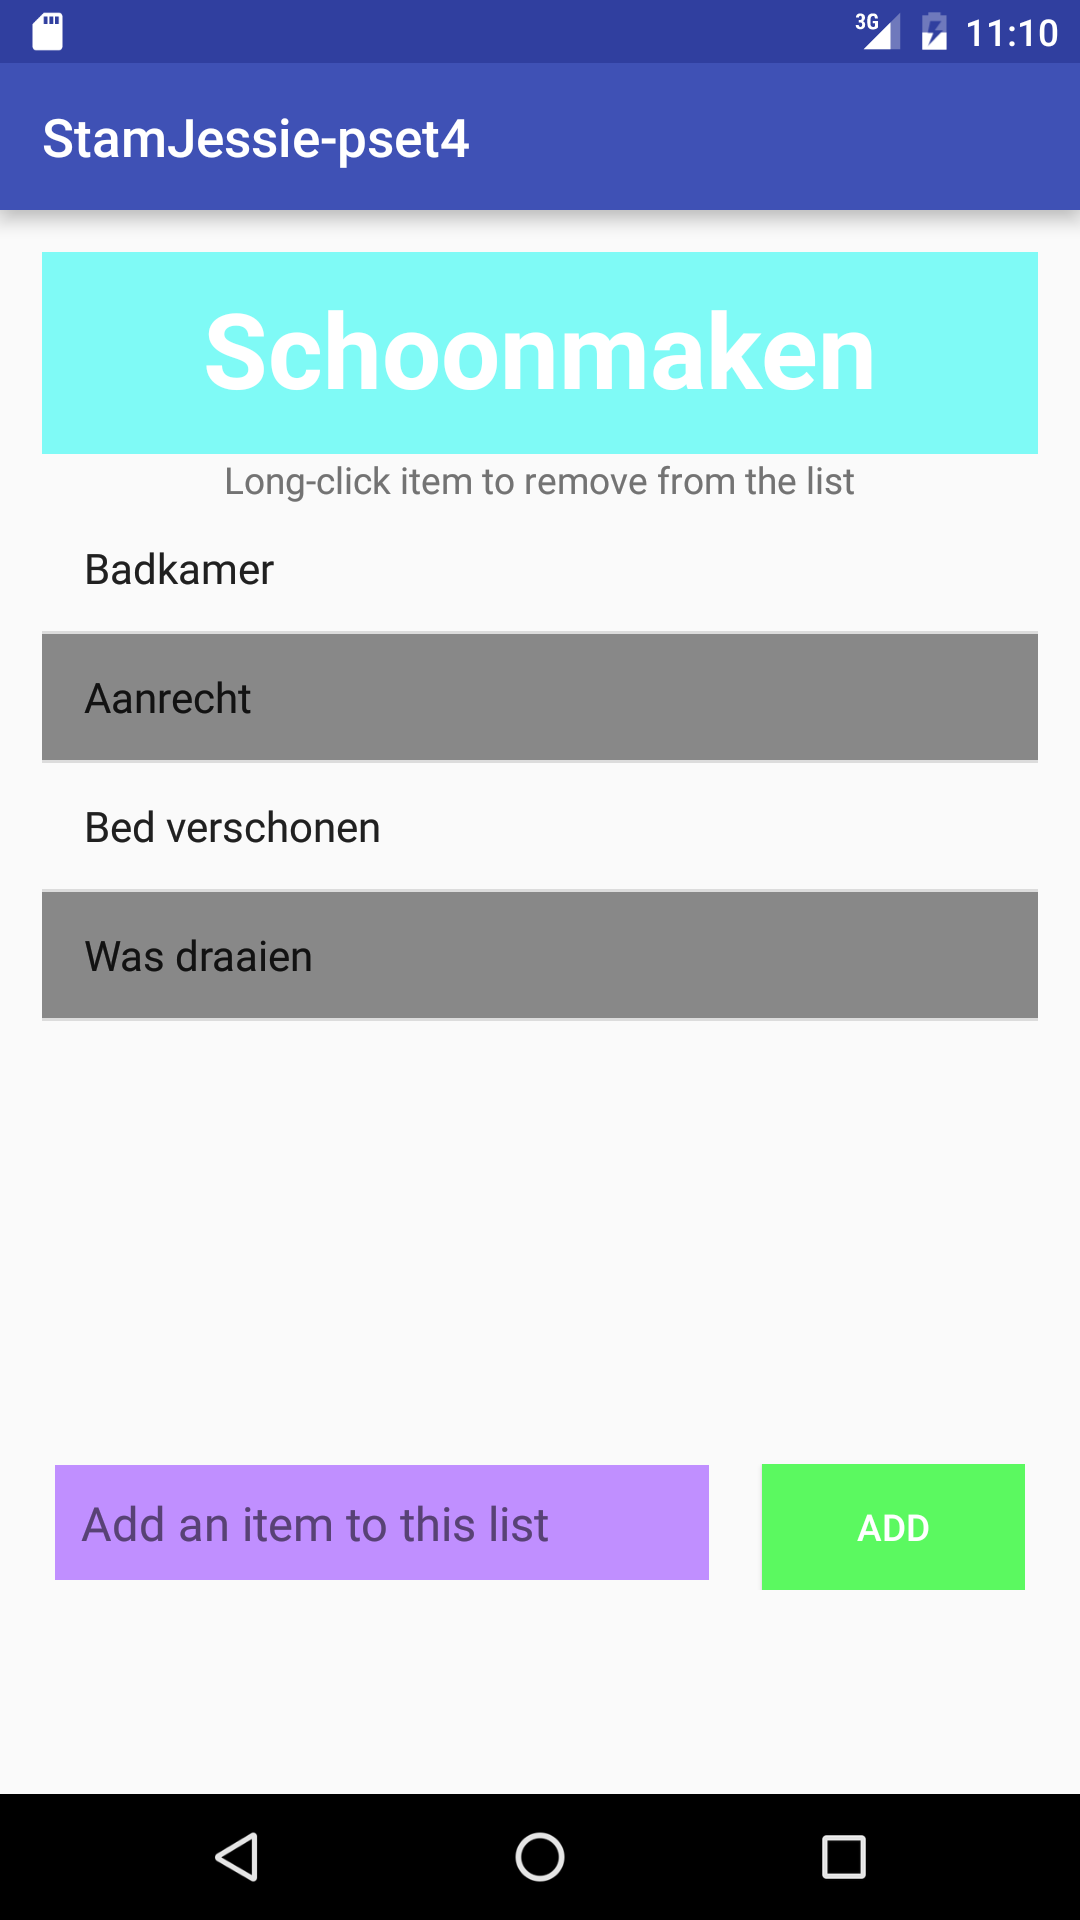 3G 11:10
StamJessie-pset4
Schoonmaken
Long-click item to remove from the list
Badkamer
Aanrecht
Bed verschonen
Was draaien
Add an item to this list
ADD